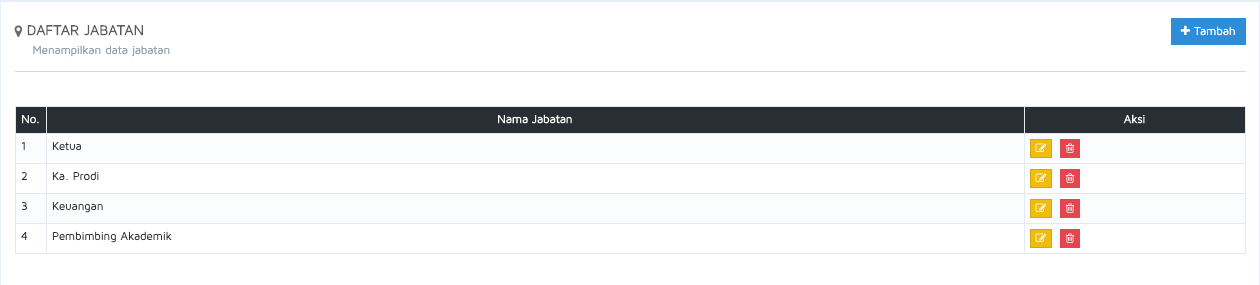 DAFTAR JABATAN
Tambah
Menampilkan data jabatan
No. Nama Jabatan Aksi
1 Ketua
2 Ka. Prodi
3 Keuangan
4 Pembimbing Akademik